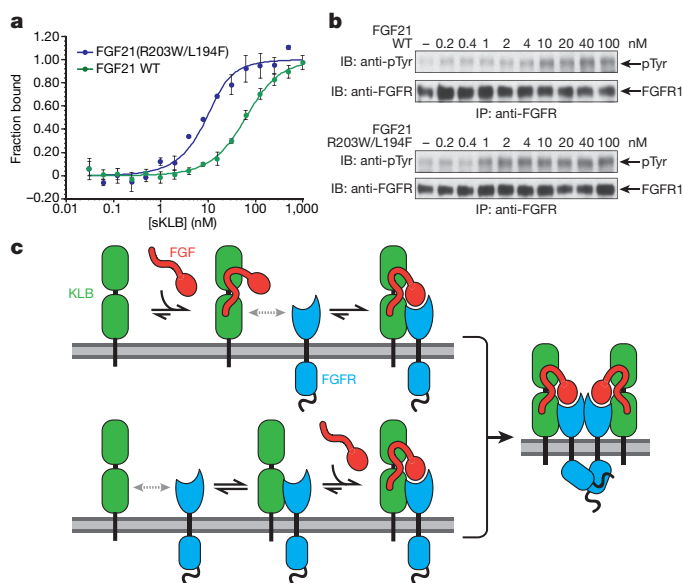 a
FGF21(R203W/L194F)
FGF21 WT
Fraction bound
1.20
1.00
0.80
0.60
0.40
0.20
0
−0.20
0.01
0.1
1
10
100
1,000
[sKLB] (nM)
b
FGF21
WT
– 0.2 0.4 1 2 4 10 20 40 100 nM
IB: anti-pTyr
pTyr
IB: anti-FGFR
FGFR1
IP: anti-FGFR
FGF21
R203W/L194F
– 0.2 0.4 1 2 4 10 20 40 100 nM
IB: anti-pTyr
pTyr
IB: anti-FGFR
FGFR1
IP: anti-FGFR
c
FGF
KLB
FGFR